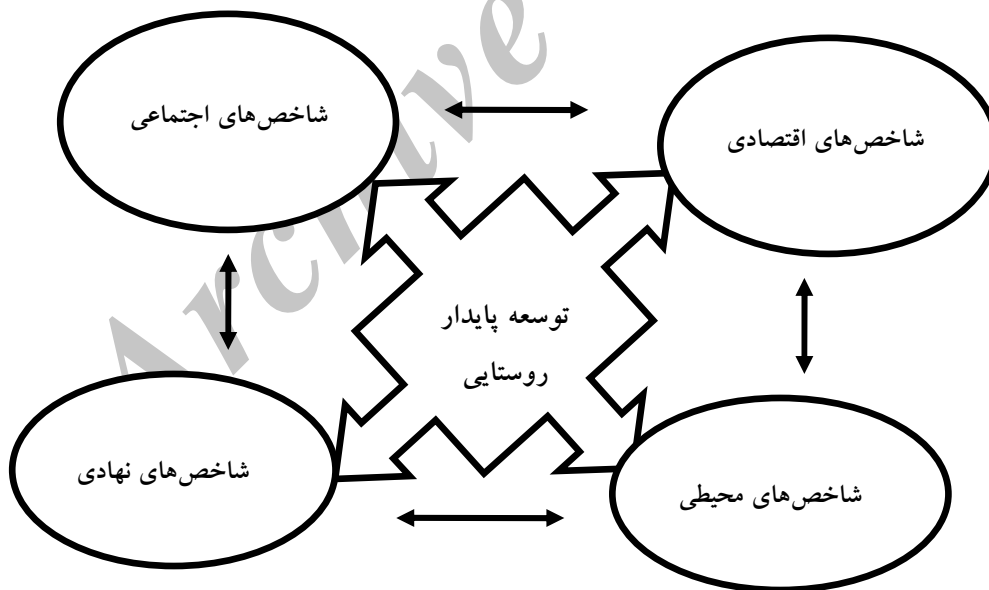 شاخص‌های اقتصادی
شاخص‌های اجتماعی
توسعه پایدار
روستایی
شاخص‌های محیطی
شاخص‌های نهادی
Archive